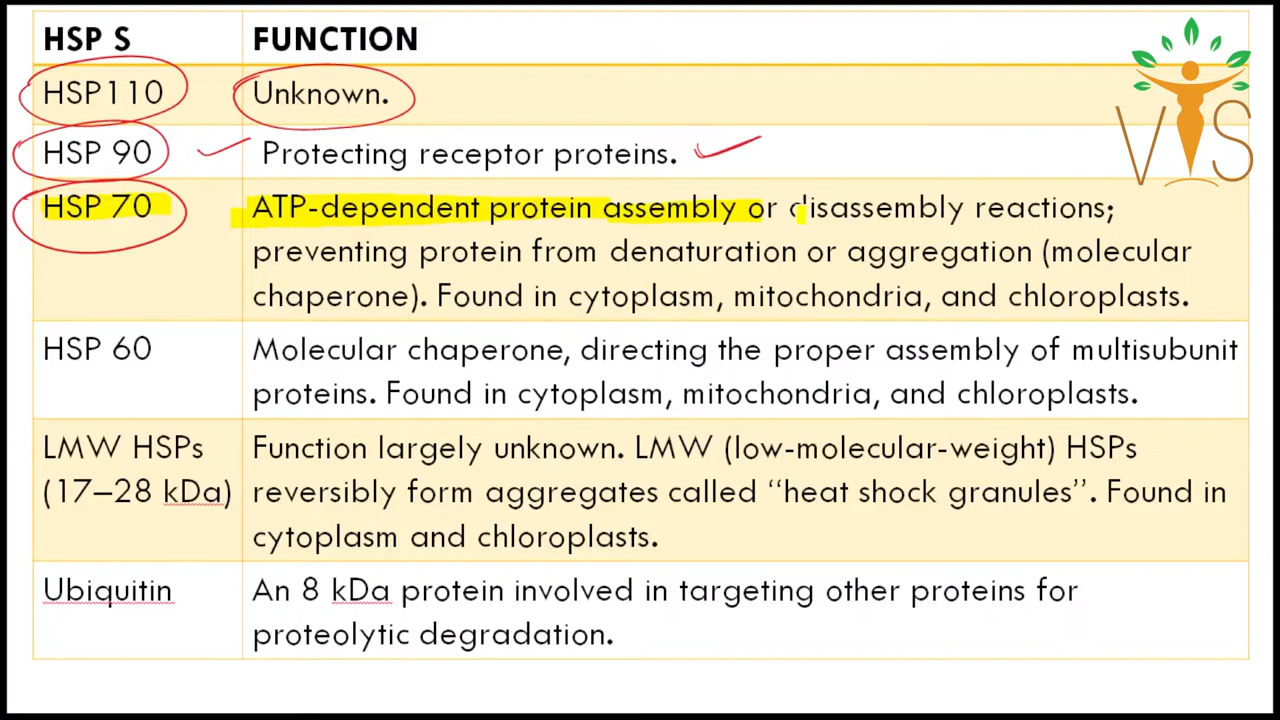 HSP S FUNCTION
HSP110 Unknown.
HSP 90 Protecting receptor proteins.
HSP 70 ATP-dependent protein assembly or disassembly reactions;
preventing protein from denaturation or aggregation (molecular
chaperone). Found in cytoplasm, mitochondria, and chloroplasts.
HSP 60 Molecular chaperone, directing the proper assembly of multisubunit
proteins. Found in cytoplasm, mitochondria, and chloroplasts.
LMW HSPs Function largely unknown. LMW (low-molecular-weight) HSPs
(17–28 kDa) reversibly form aggregates called “heat shock granules”. Found in
cytoplasm and chloroplasts.
Ubiquitin An 8 kDa protein involved in targeting other proteins for
proteolytic degradation.
V S